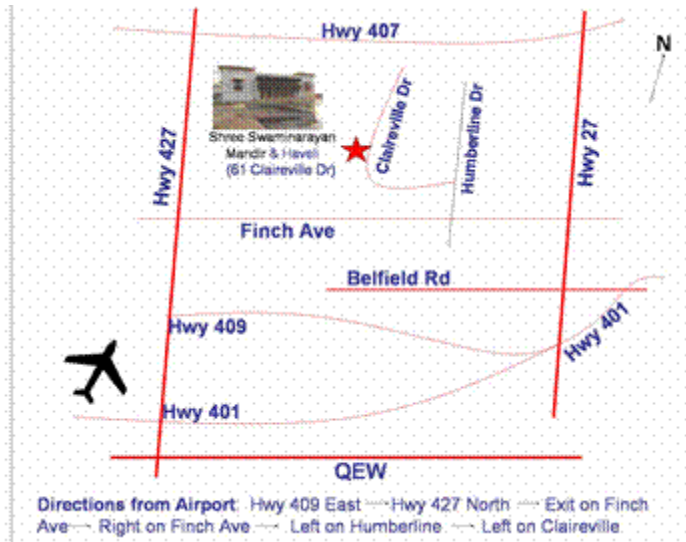 Hwy 407
N
Shree Swaminarayan
Mandir & Haveli
(61 Claireville Dr)
Claireville Dr
Humberline Dr
Hwy 427
Hwy 27
Finch Ave
Belfield Rd
Hwy 409
Hwy 401
Hwy 401
QEW
Directions from Airport: Hwy 409 East → Hwy 427 North → Exit on Finch
Ave → Right on Finch Ave → Left on Humberline → Left on Claireville